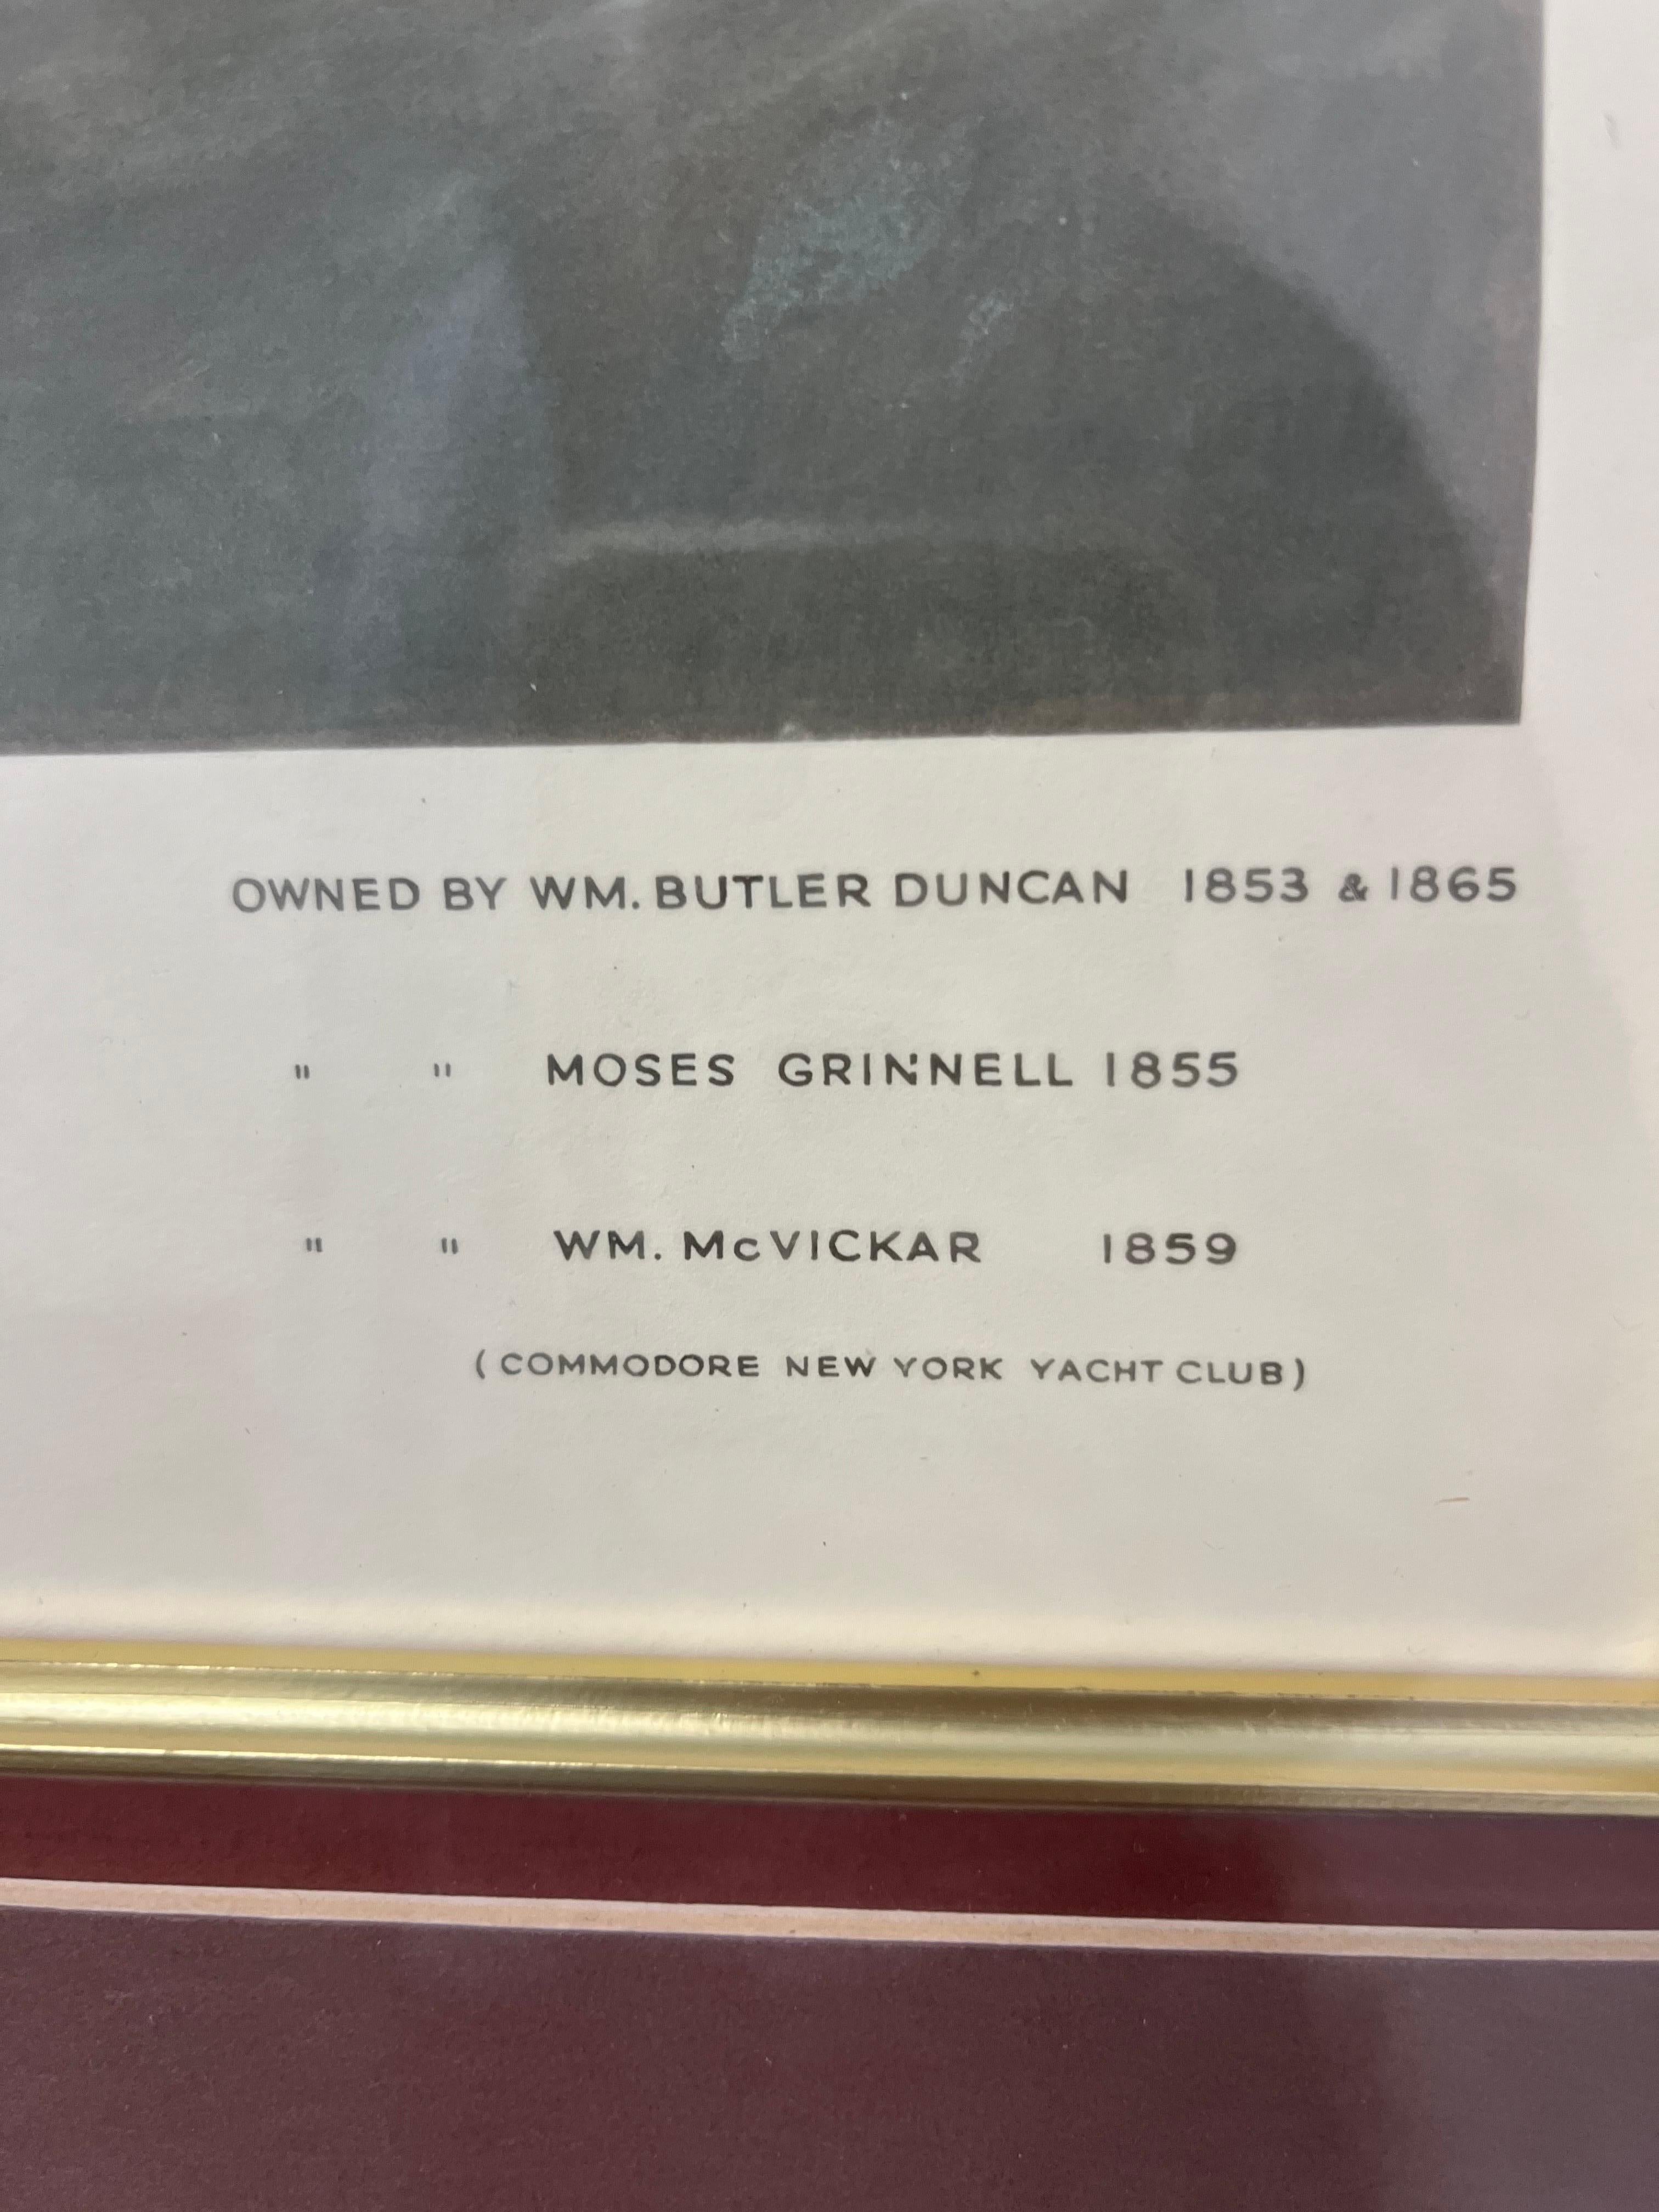 OWNED BY WM. BUTLER DUNCAN 1853 & 1865
" " MOSES GRINNELL 1855
" " WM. McVICKAR 1859
(COMMODORE NEW YORK YACHT CLUB)